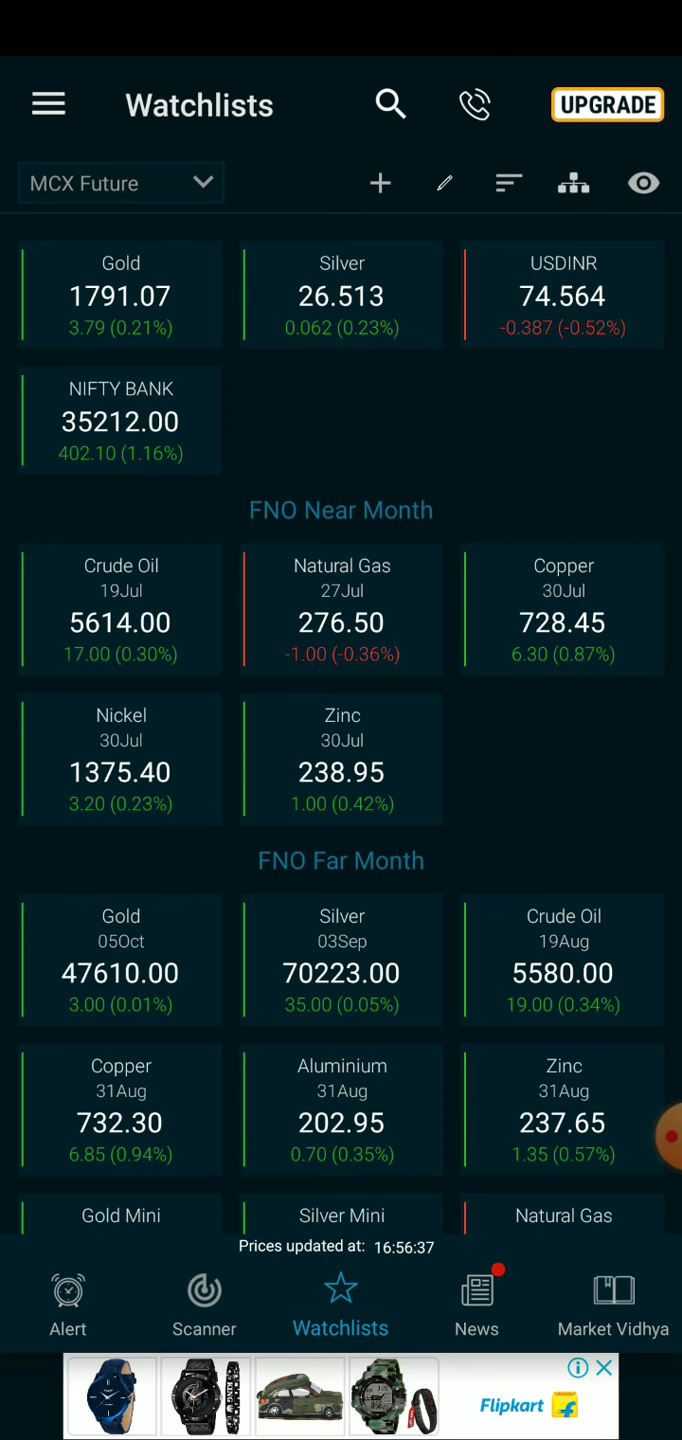 Watchlists
UPGRADE
MCX Future
Gold
1791.07
3.79 (0.21%)
Silver
26.513
0.062 (0.23%)
USDINR
74.564
-0.387 (-0.52%)
NIFTY BANK
35212.00
402.10 (1.16%)
FNO Near Month
Crude Oil
19Jul
5614.00
17.00 (0.30%)
Natural Gas
27Jul
276.50
-1.00 (-0.36%)
Copper
30Jul
728.45
6.30 (0.87%)
Nickel
30Jul
1375.40
3.20 (0.23%)
Zinc
30Jul
238.95
1.00 (0.42%)
FNO Far Month
Gold
05Oct
47610.00
3.00 (0.01%)
Silver
03Sep
70223.00
35.00 (0.05%)
Crude Oil
19Aug
5580.00
19.00 (0.34%)
Copper
31Aug
732.30
6.85 (0.94%)
Aluminium
31Aug
202.95
0.70 (0.35%)
Zinc
31Aug
237.65
1.35 (0.57%)
Gold Mini
Silver Mini
Natural Gas
Prices updated at: 16:56:37
Alert
Scanner
Watchlists
News
Market Vidhya
KING
Flipkart